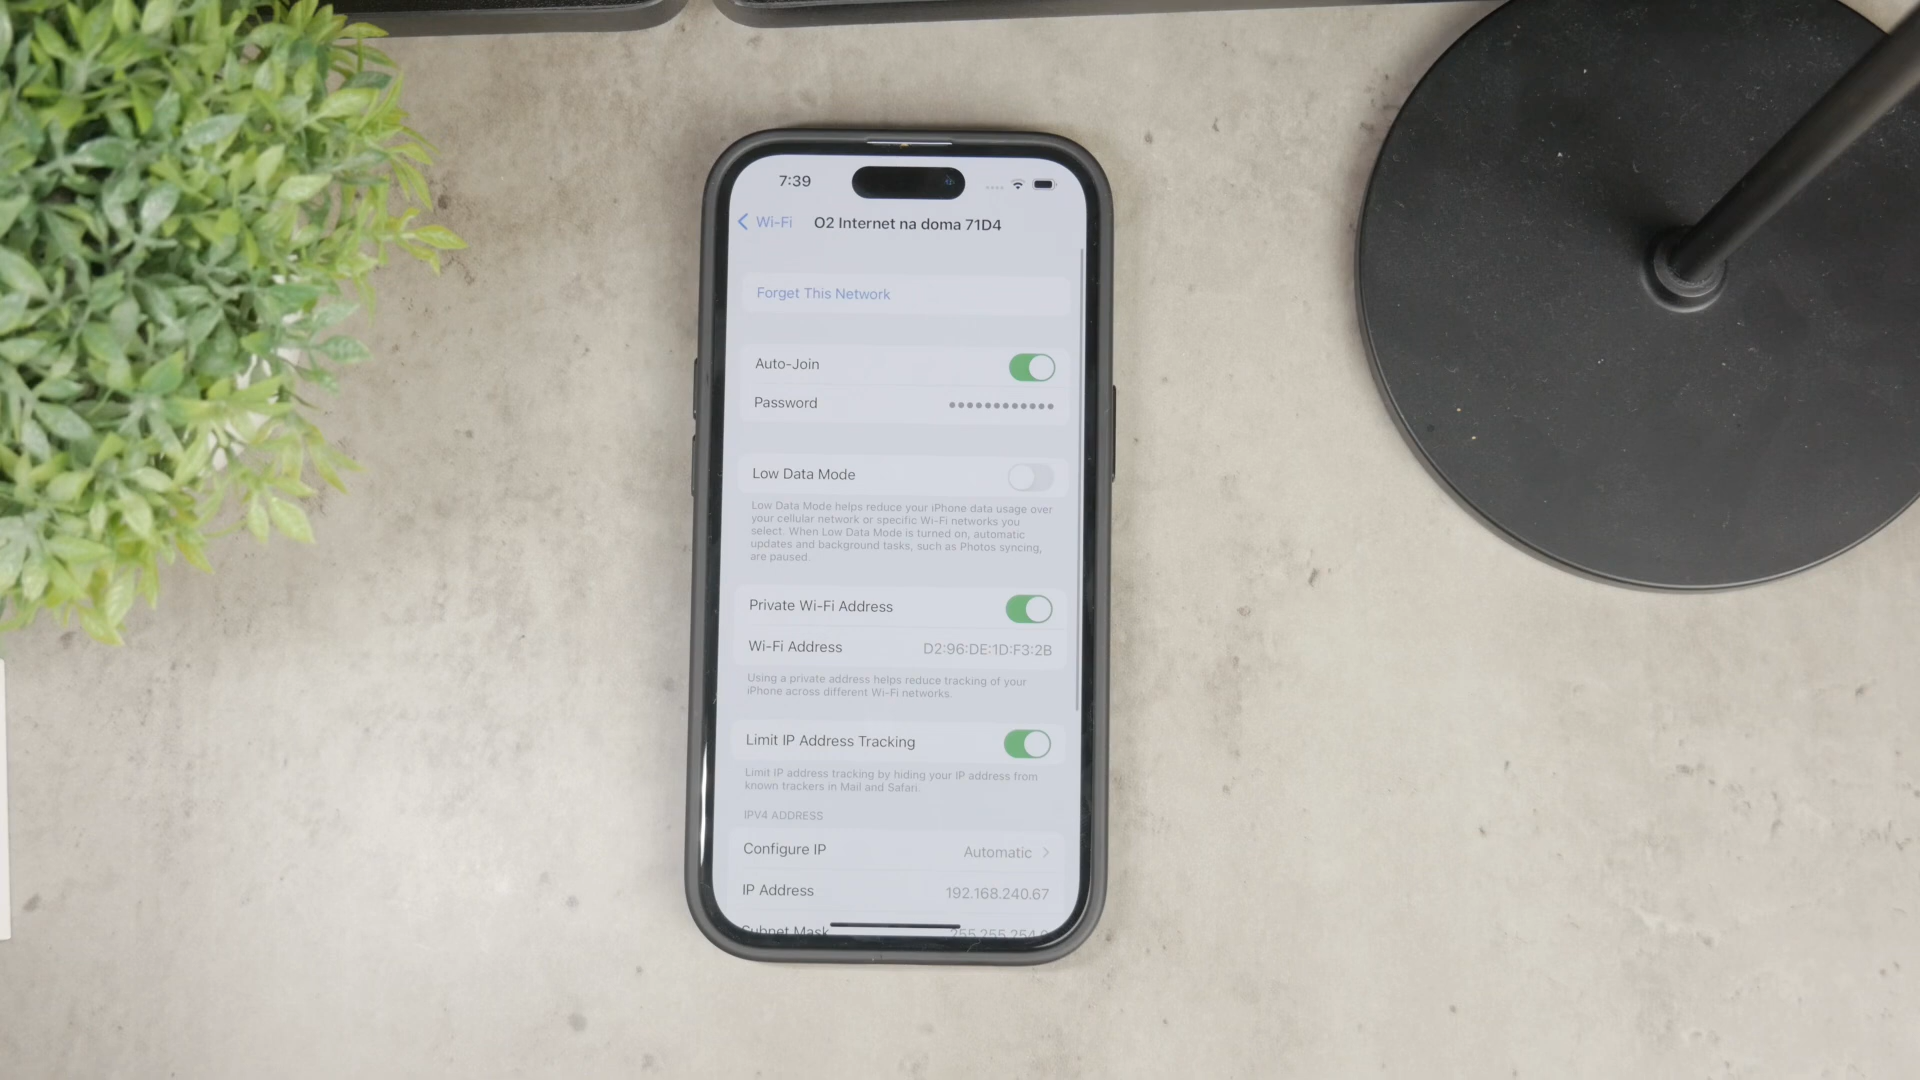 7:39
Wi-Fi O2 Internet na doma 71D4
Forget This Network
Auto-Join
Password ••••••••••••
Low Data Mode
Low Data Mode helps reduce your iPhone data usage over
your cellular network or specific Wi-Fi networks you
select. When Low Data Mode is turned on, automatic
updates and background tasks, such as Photos syncing,
are paused.
Private Wi-Fi Address
Wi-Fi Address D2:96:DE:1D:F3:2B
Using a private address helps reduce tracking of your
iPhone across different Wi-Fi networks.
Limit IP Address Tracking
Limit IP address tracking by hiding your IP address from
known trackers in Mail and Safari.
IPV4 ADDRESS
Configure IP Automatic
IP Address 192.168.240.67
Subnet Mask 255.255.254.0